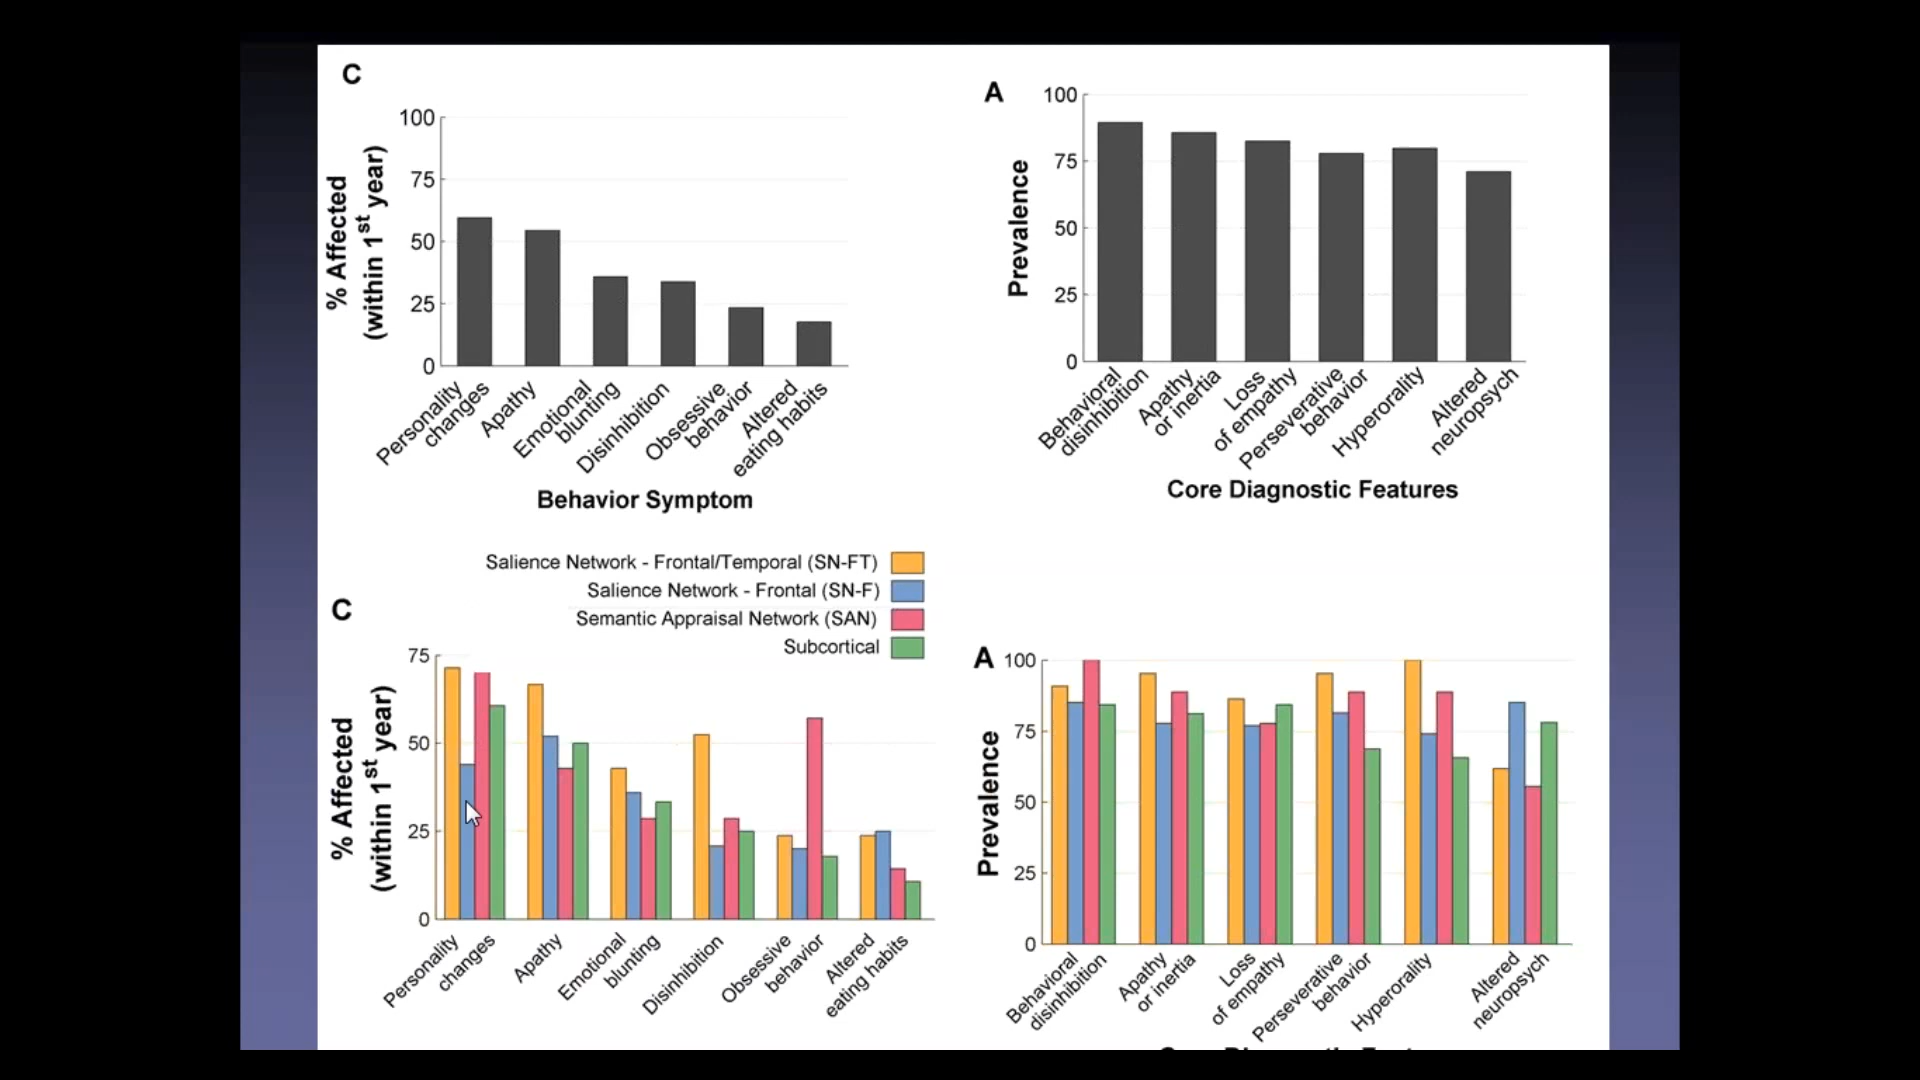 C
100
75
50
25
0
% Affected
(within 1st year)
Personality
changes
Apathy
Emotional
blunting
Disinhibition
Obsessive
behavior
Altered
eating habits
Behavior Symptom
A
100
75
50
25
0
Prevalence
Behavioral
disinhibition
Apathy
or inertia
Loss
of empathy
Perseverative
behavior
Hyperorality
Altered
neuropsych
Core Diagnostic Features
Salience Network - Frontal/Temporal (SN-FT)
Salience Network - Frontal (SN-F)
Semantic Appraisal Network (SAN)
Subcortical
C
75
50
25
0
% Affected
(within 1st year)
Personality
changes
Apathy
Emotional
blunting
Disinhibition
Obsessive
behavior
Altered
eating habits
A
100
75
50
25
0
Prevalence
Behavioral
disinhibition
Apathy
or inertia
Loss
of empathy
Perseverative
behavior
Hyperorality
Altered
neuropsych